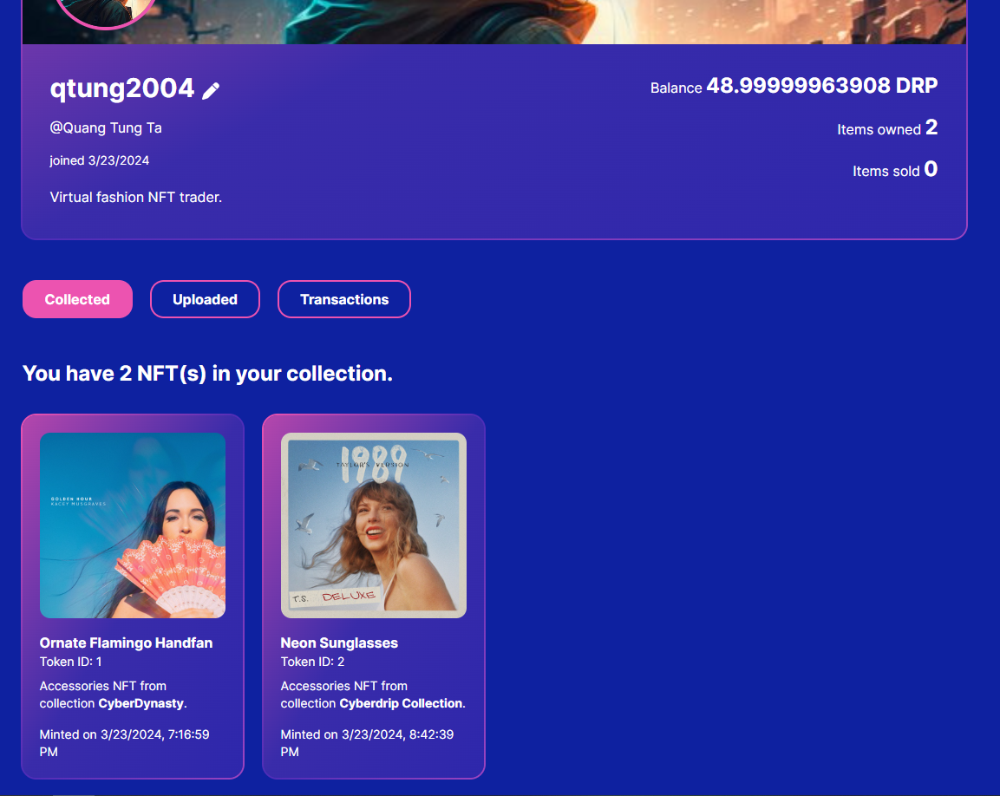 qtung2004
Balance 48.99999963908 DRP
@Quang Tung Ta
Items owned 2
joined 3/23/2024
Items sold 0
Virtual fashion NFT trader.
Collected
Uploaded
Transactions
You have 2 NFT(s) in your collection.
GOLDEN HOUR
KACEY MUSGRAVES
Ornate Flamingo Handfan
Token ID: 1
Accessories NFT from
collection CyberDynasty.
Minted on 3/23/2024, 7:16:59
PM
1989
TAYLOR'S VERSION
T.S. DELUXE
Neon Sunglasses
Token ID: 2
Accessories NFT from
collection Cyberdrip Collection.
Minted on 3/23/2024, 8:42:39
PM